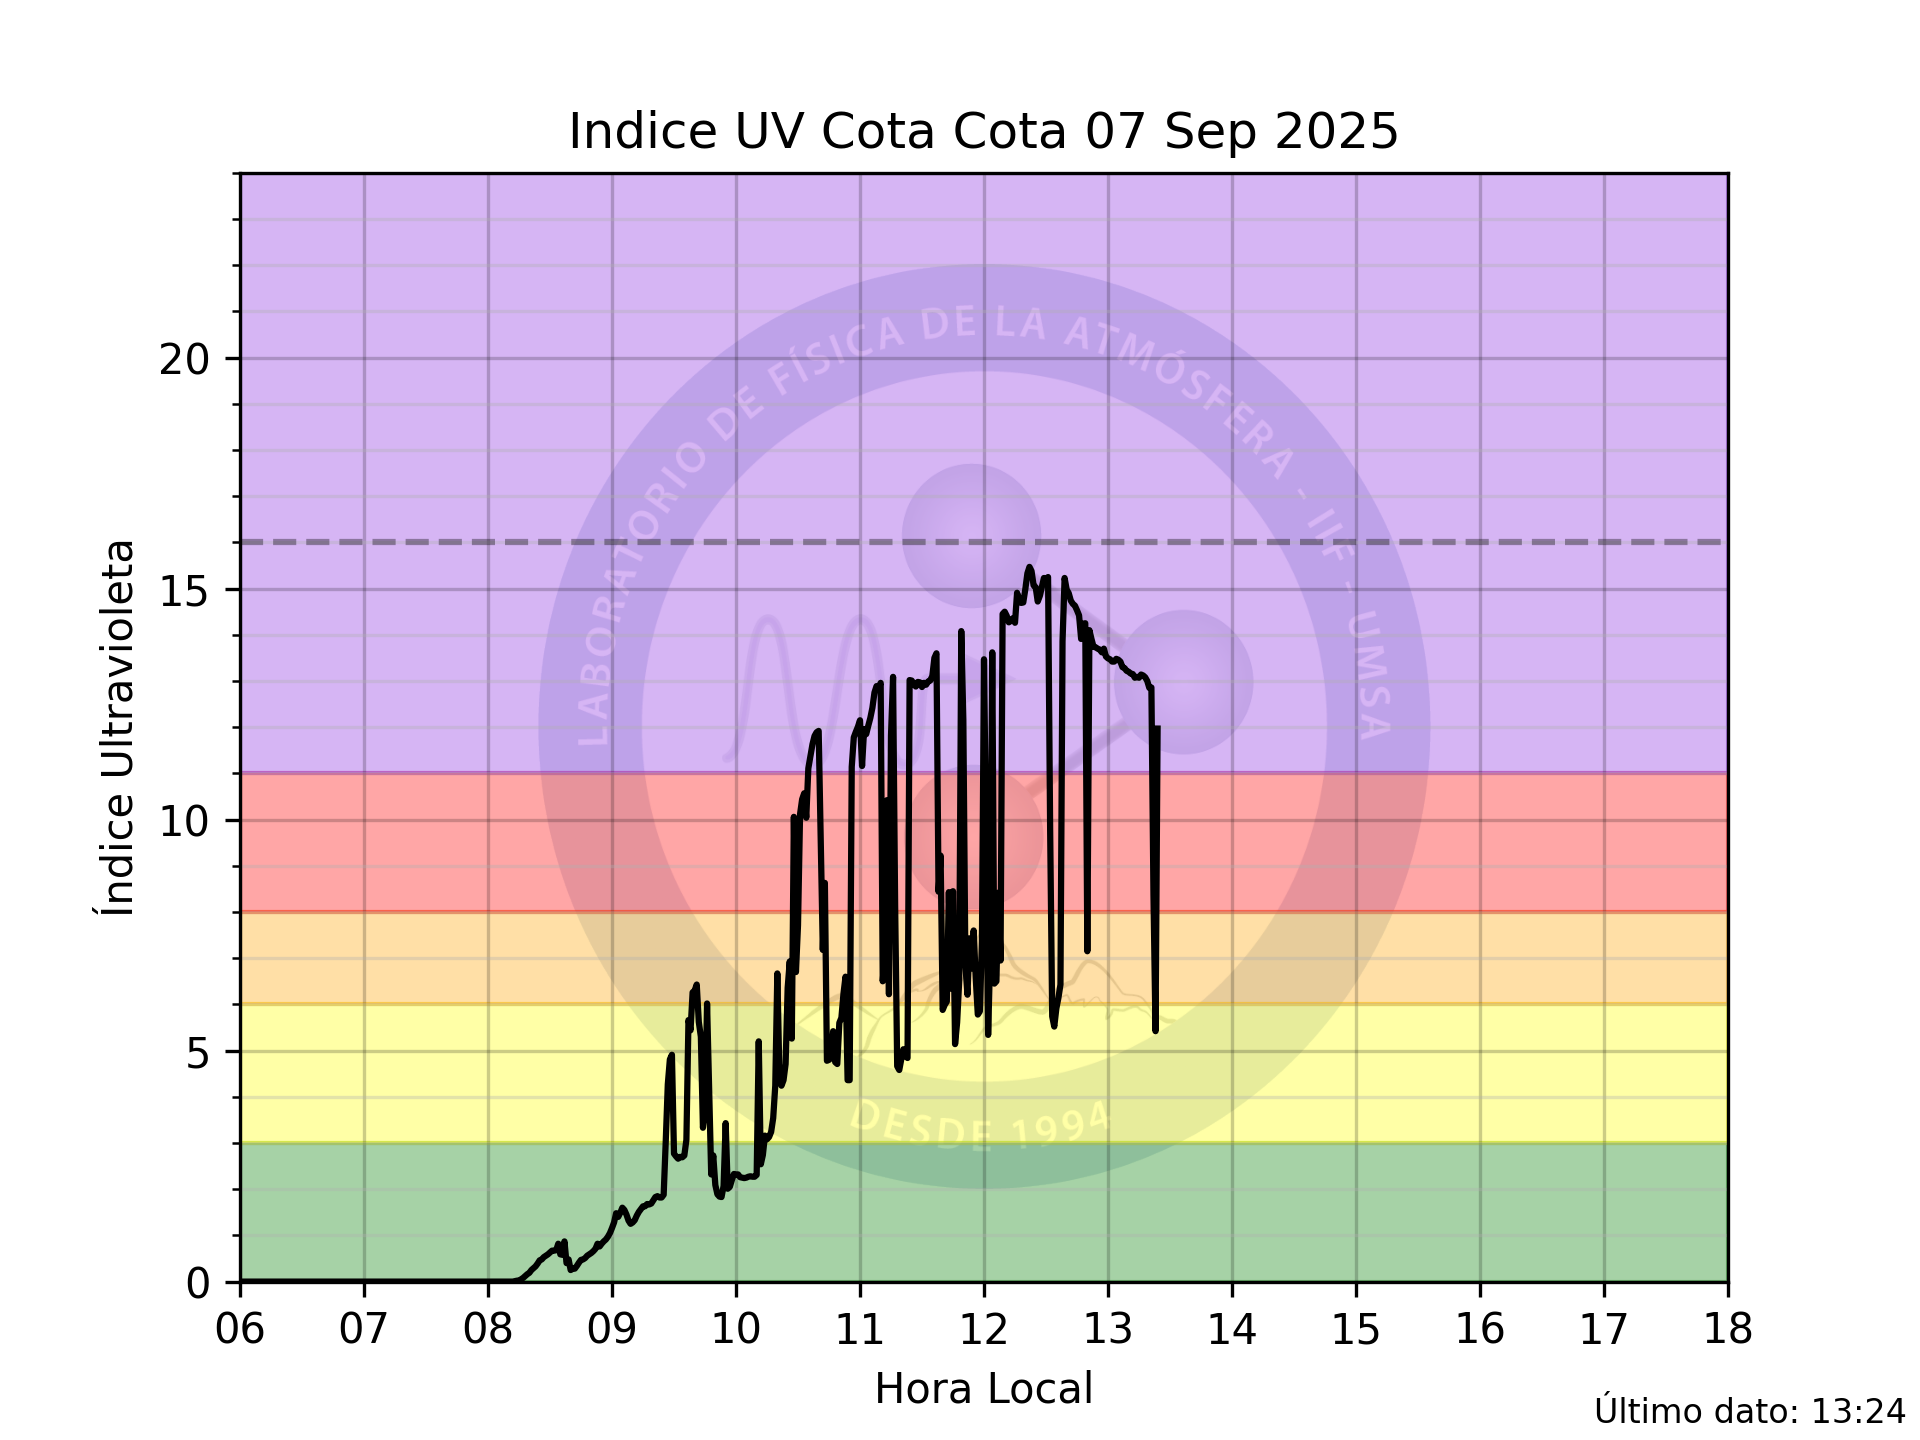 Indice UV Cota Cota 07 Sep 2025
Índice Ultravioleta
20
15
10
5
0
LABORATORIO DE FÍSICA DE LA ATMÓSFERA - IIF - UMSA
DESDE 1994
06 07 08 09 10 11 12 13 14 15 16 17 18
Hora Local
Último dato: 13:24